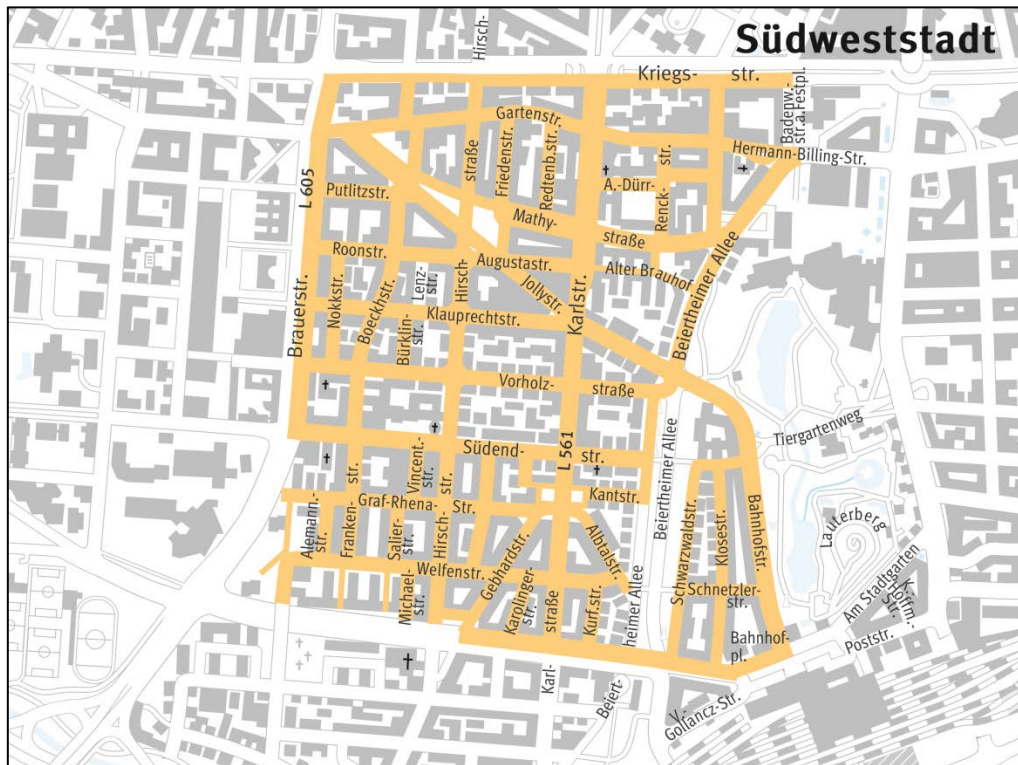 Südweststadt
Hirsch-
Kriegs-
str.
Badenw.-
str.a.Festpl.
Gartenstr.
Hermann-Billing-Str.
straße
Friedenstr.
Redtenb.str.
str.
Renck-
A.-Dürr-
L 605
Putlitzstr.
Mathy-
straße
Roonstr.
Augustastr.
Alter Brauhof
Beiertheimer Allee
Nokkstr.
Boeckhstr.
Lenz-
str.
Hirsch-
Jollystr.
Karlstr.
Brauerstr.
Klauprechtstr.
Bürklin-
str.
Vorholz-
straße
Tiergartenweg
Südend-
str.
L 561
Vincent.-
str.
str.
Kantstr.
Beiertheimer Allee
str.
Graf-Rhena-
Str.
Alemann.-
str.
Franken-
Salier-
str.
Hirsch-
Gebhardstr.
Albtalstr.
Schwarzwaldstr.
Klosestr.
Bahnhofstr.
Lauterberg
Welfenstr.
Michael-
str.
Karolinger-
str.
straße
Kurf.str.
heimer Allee
Schnetzler-
str.
Am Stadtgarten
K.-
Hoffm.-
Str.
Bahnhof-
pl.
Poststr.
Karl-
Beiert-
V.-
Gollancz-Str.